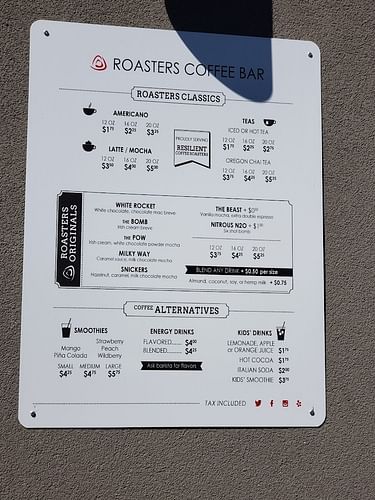 ROASTERS COFFEE BAR
ROASTERS CLASSICS
AMERICANO
12 OZ 16 OZ 20 OZ
$1.75 $2.25 $3.25
LATTE / MOCHA
12 OZ 16 OZ 20 OZ
$3.50 $4.00 $5.00
PROUDLY SERVING
RESILIENT
COFFEE ROASTERS
TEAS
ICED OR HOT TEA
12 OZ 16 OZ 20 OZ
$1.75 $2.25 $2.75
OREGON CHAI TEA
12 OZ 16 OZ 20 OZ
$3.75 $4.25 $5.25
ROASTERS
ORIGINALS
WHITE ROCKET
White chocolate, chocolate mac breve
the BOMB
Irish cream breve
the POW
Irish cream, white chocolate powder mocha
MILKY WAY
Caramel sauce, milk chocolate mocha
SNICKERS
Hazelnut, caramel, milk chocolate mocha
THE BEAST
Vanilla mocha, extra double espresso
NITROUS N2O
12 OZ 16 OZ 20 OZ
$3.75 $4.25 $5.25
BLEND ANY DRINK + $0.50 per size
Almond, coconut, soy, or hemp milk + $0.75
COFFEE ALTERNATIVES
SMOOTHIES
Mango
Piña Colada
Strawberry
Peach
Wildberry
SMALL MEDIUM LARGE
$4.25 $4.75 $5.75
ENERGY DRINKS
FLAVORED....... $4.00
BLENDED........ $4.25
Ask barista for flavors
KIDS' DRINKS
LEMONADE, APPLE
or ORANGE JUICE $1.75
HOT COCOA $1.75
ITALIAN SODA $2.00
KIDS' SMOOTHIE
TAX INCLUDED